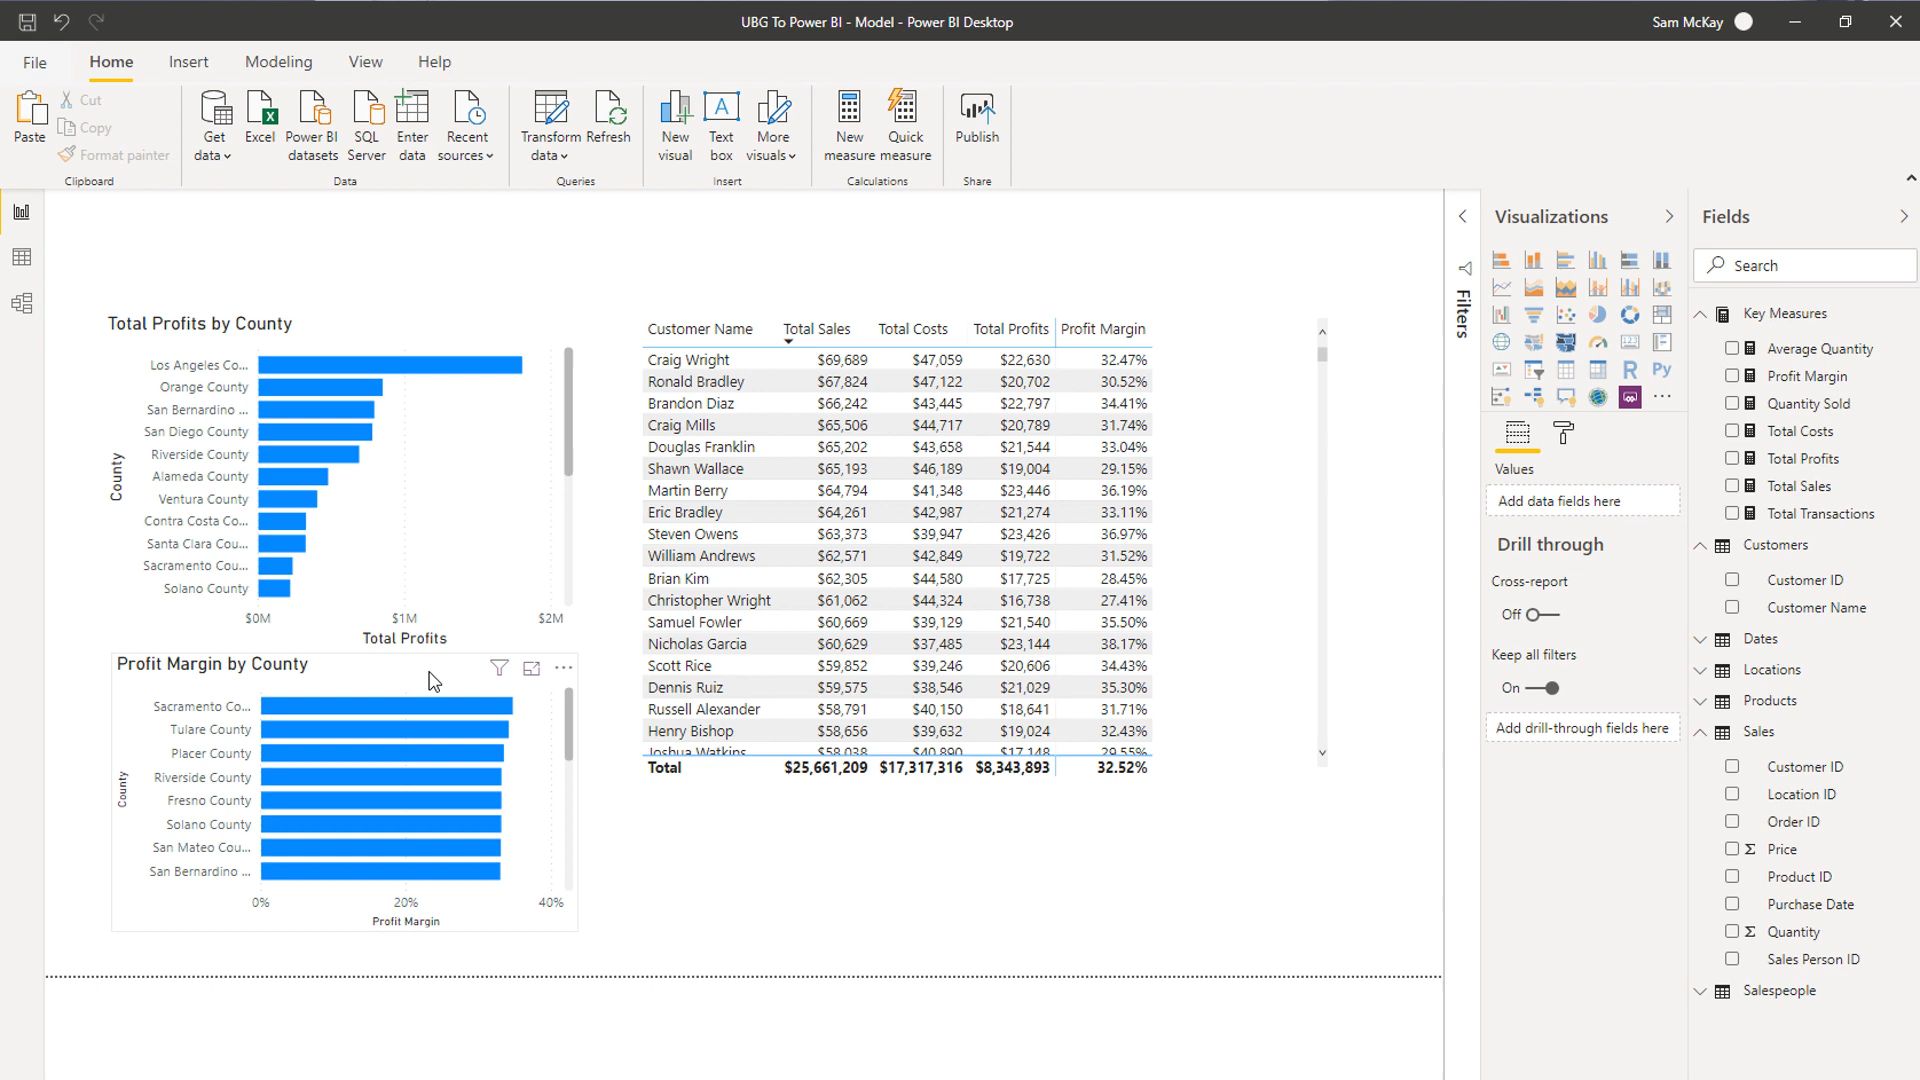 UBG To Power BI - Model - Power BI Desktop
Sam McKay
File Home Insert Modeling View Help
Paste
Cut
Copy
Format painter
Clipboard
Get data
Excel
Power BI datasets
SQL Server
Enter data
Recent sources
Data
Transform data
Refresh
Queries
New visual
A
Text box
More visuals
Insert
New measure
Quick measure
Calculations
Publish
Share
Total Profits by County
County
Los Angeles Co...
Orange County
San Bernardino ...
San Diego County
Riverside County
Alameda County
Ventura County
Contra Costa Co...
Santa Clara Cou...
Sacramento Cou...
Solano County
$0M $1M $2M
Total Profits
Profit Margin by County
County
Sacramento Co...
Tulare County
Placer County
Riverside County
Fresno County
Solano County
San Mateo Cou...
San Bernardino ...
0% 20% 40%
Profit Margin
Customer Name Total Sales Total Costs Total Profits Profit Margin
Craig Wright $69,689 $47,059 $22,630 32.47%
Ronald Bradley $67,824 $47,122 $20,702 30.52%
Brandon Diaz $66,242 $43,445 $22,797 34.41%
Craig Mills $65,506 $44,717 $20,789 31.74%
Douglas Franklin $65,202 $43,658 $21,544 33.04%
Shawn Wallace $65,193 $46,189 $19,004 29.15%
Martin Berry $64,794 $41,348 $23,446 36.19%
Eric Bradley $64,261 $42,987 $21,274 33.11%
Steven Owens $63,373 $39,947 $23,426 36.97%
William Andrews $62,571 $42,849 $19,722 31.52%
Brian Kim $62,305 $44,580 $17,725 28.45%
Christopher Wright $61,062 $44,324 $16,738 27.41%
Samuel Fowler $60,669 $39,129 $21,540 35.50%
Nicholas Garcia $60,629 $37,485 $23,144 38.17%
Scott Rice $59,852 $39,246 $20,606 34.43%
Dennis Ruiz $59,575 $38,546 $21,029 35.30%
Russell Alexander $58,791 $40,150 $18,641 31.71%
Henry Bishop $58,656 $39,632 $19,024 32.43%
Joshua Watkins $58,038 $40,890 $17,148 29.55%
Total $25,661,209 $17,317,316 $8,343,893 32.52%
Filters
Visualizations
R Py
Values
Add data fields here
Drill through
Cross-report
Off
Keep all filters
On
Add drill-through fields here
Fields
Search
Key Measures
Average Quantity
Profit Margin
Quantity Sold
Total Costs
Total Profits
Total Sales
Total Transactions
Customers
Customer ID
Customer Name
Dates
Locations
Products
Sales
Customer ID
Location ID
Order ID
Σ Price
Product ID
Purchase Date
Σ Quantity
Sales Person ID
Salespeople